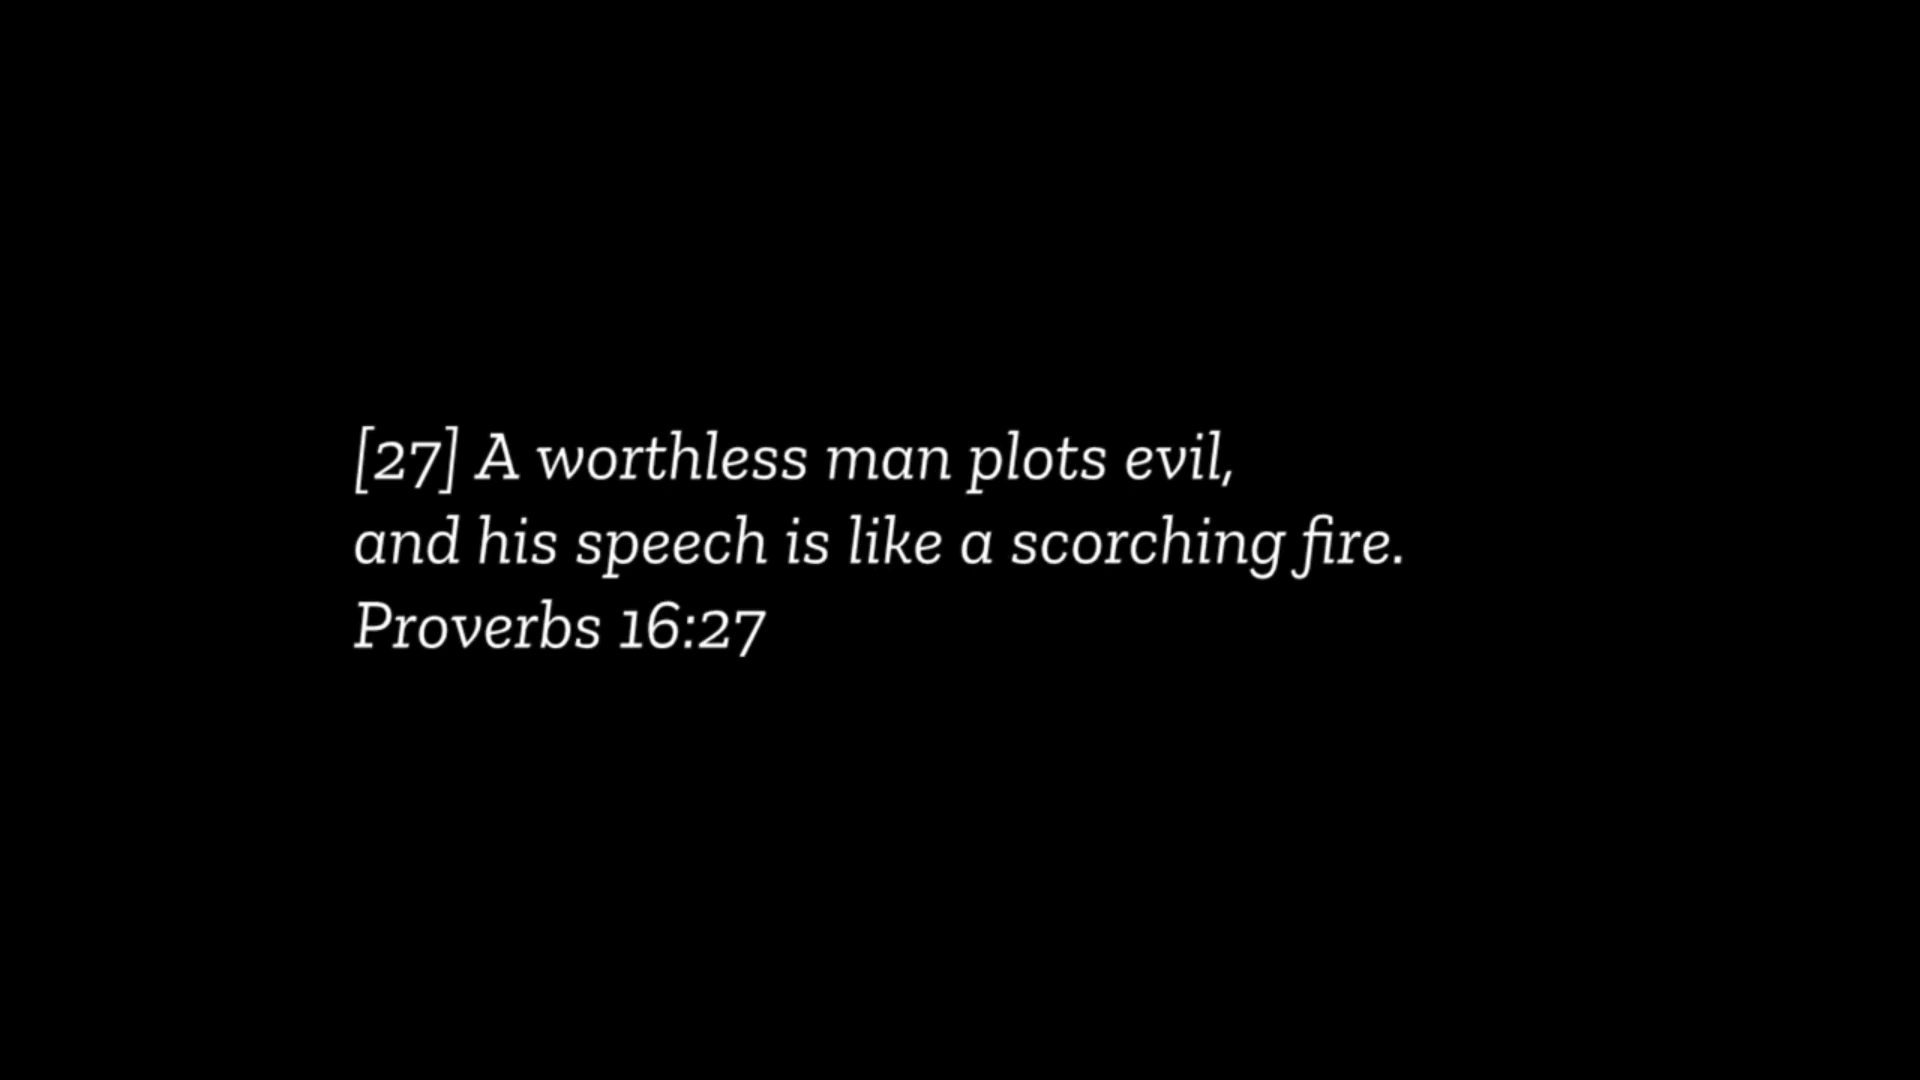 [27] A worthless man plots evil,
and his speech is like a scorching fire.
Proverbs 16:27